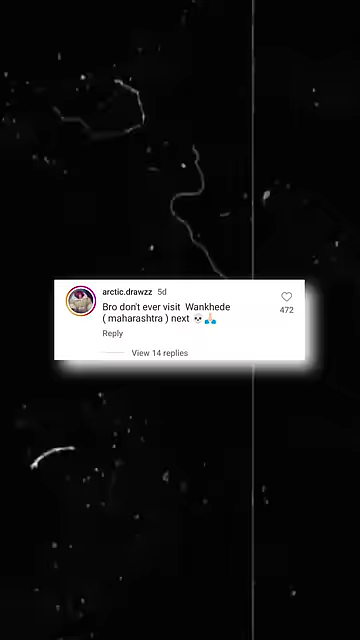 arctic.drawzz 5d
Bro don't ever visit Wankhede
( maharashtra ) next 💀🙏🏻
472
Reply
View 14 replies